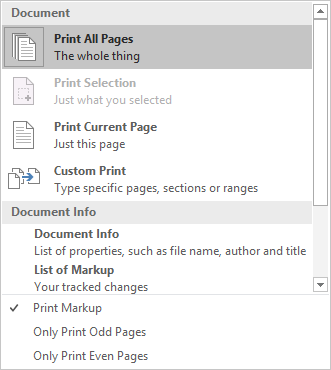 Document
Print All Pages
The whole thing
Print Selection
Just what you selected
Print Current Page
Just this page
Custom Print
Type specific pages, sections or ranges
Document Info
Document Info
List of properties, such as file name, author and title
List of Markup
Your tracked changes
Print Markup
Only Print Odd Pages
Only Print Even Pages